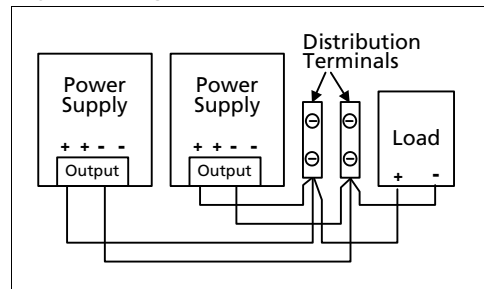 Distribution
Terminals
Power
Supply
+ + - -
Output
Power
Supply
+ + - -
Output
Load
+ -